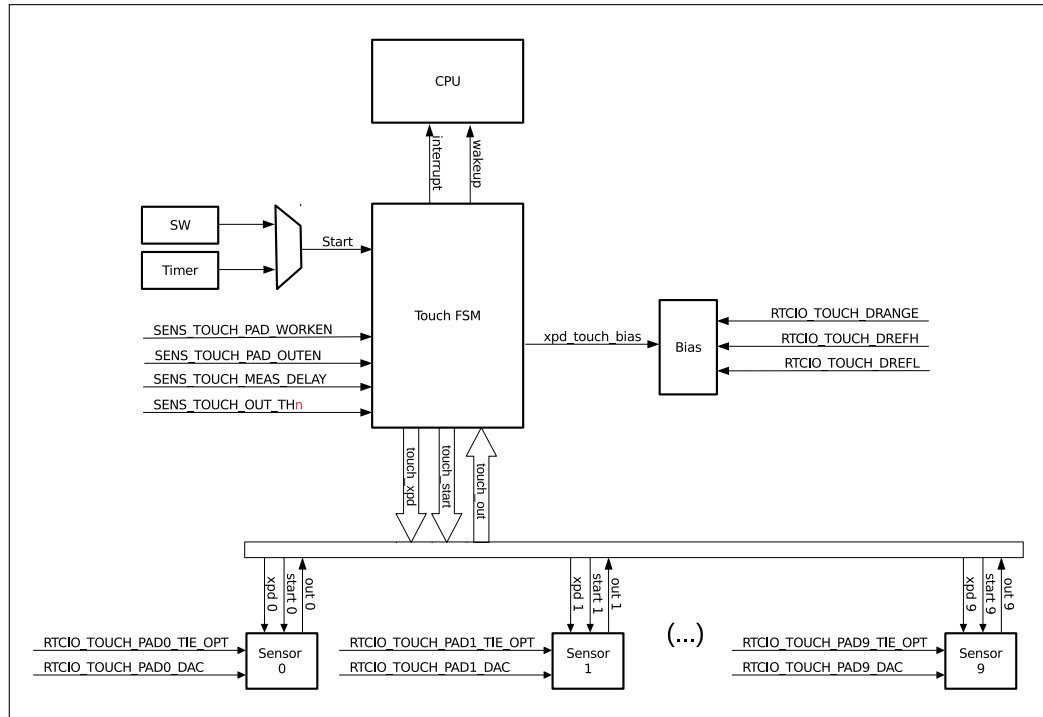 CPU
interrupt
wakeup
SW
Timer
Start
Touch FSM
SENS_TOUCH_PAD_WORKEN
SENS_TOUCH_PAD_OUTEN
SENS_TOUCH_MEAS_DELAY
SENS_TOUCH_OUT_THn
xpd_touch_bias
Bias
RTCIO_TOUCH_DRANGE
RTCIO_TOUCH_DREFH
RTCIO_TOUCH_DREFL
touch_xpd
touch_start
touch_out
xpd 0
start 0
out 0
xpd 1
start 1
out 1
xpd 9
start 9
out 9
RTCIO_TOUCH_PAD0_TIE_OPT
RTCIO_TOUCH_PAD0_DAC
Sensor
0
RTCIO_TOUCH_PAD1_TIE_OPT
RTCIO_TOUCH_PAD1_DAC
Sensor
1
(...)
RTCIO_TOUCH_PAD9_TIE_OPT
RTCIO_TOUCH_PAD9_DAC
Sensor
9